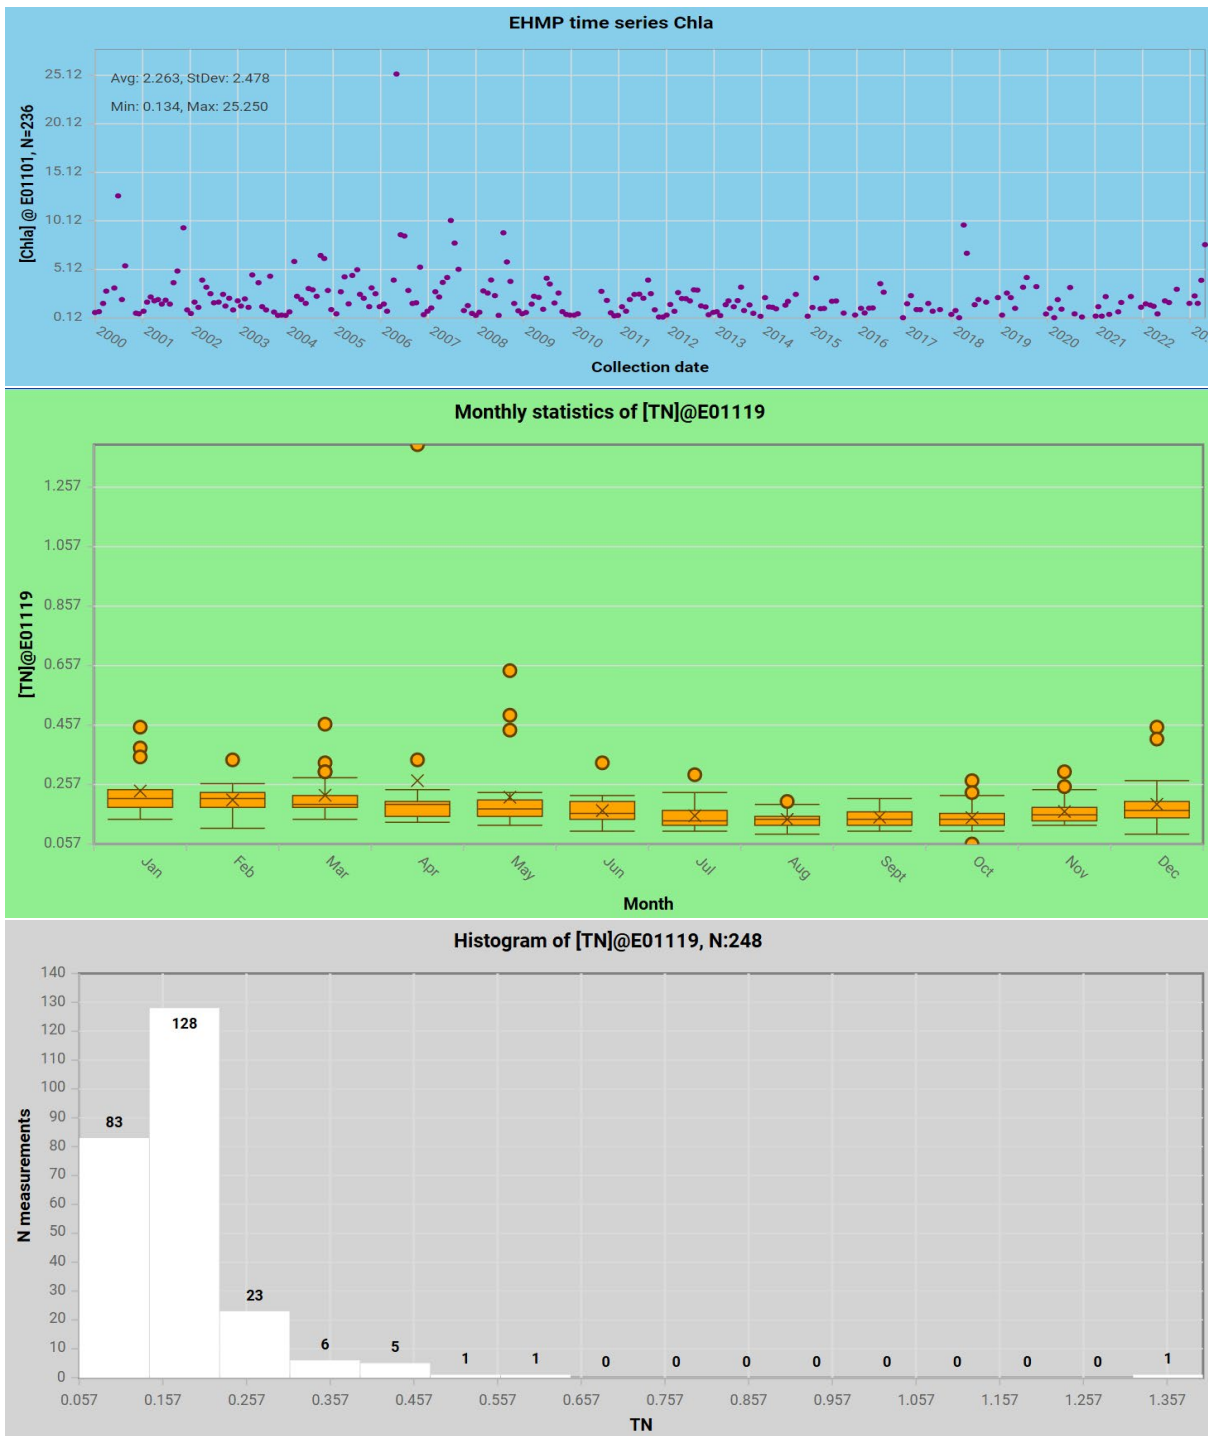 EHMP time series Chla
Avg: 2.263, StDev: 2.478
Min: 0.134, Max: 25.250
[Chla] @ E01101, N=236
25.12
20.12
15.12
10.12
5.12
0.12
2000 2001 2002 2003 2004 2005 2006 2007 2008 2009 2010 2011 2012 2013 2014 2015 2016 2017 2018 2019 2020 2021 2022 20.
Collection date
Monthly statistics of [TN]@E01119
[TN]@E01119
1.257
1.057
0.857
0.657
0.457
0.257
0.057
Jan Feb Mar Apr May Jun Jul Aug Sept Oct Nov Dec
Month
Histogram of [TN]@E01119, N:248
N measurements
140
130
120
110
100
90
80
70
60
50
40
30
20
10
0
83 128 23 6 5 1 1 0 0 0 0 0 0 0 0 1
0.057 0.157 0.257 0.357 0.457 0.557 0.657 0.757 0.857 0.957 1.057 1.157 1.257 1.357
TN